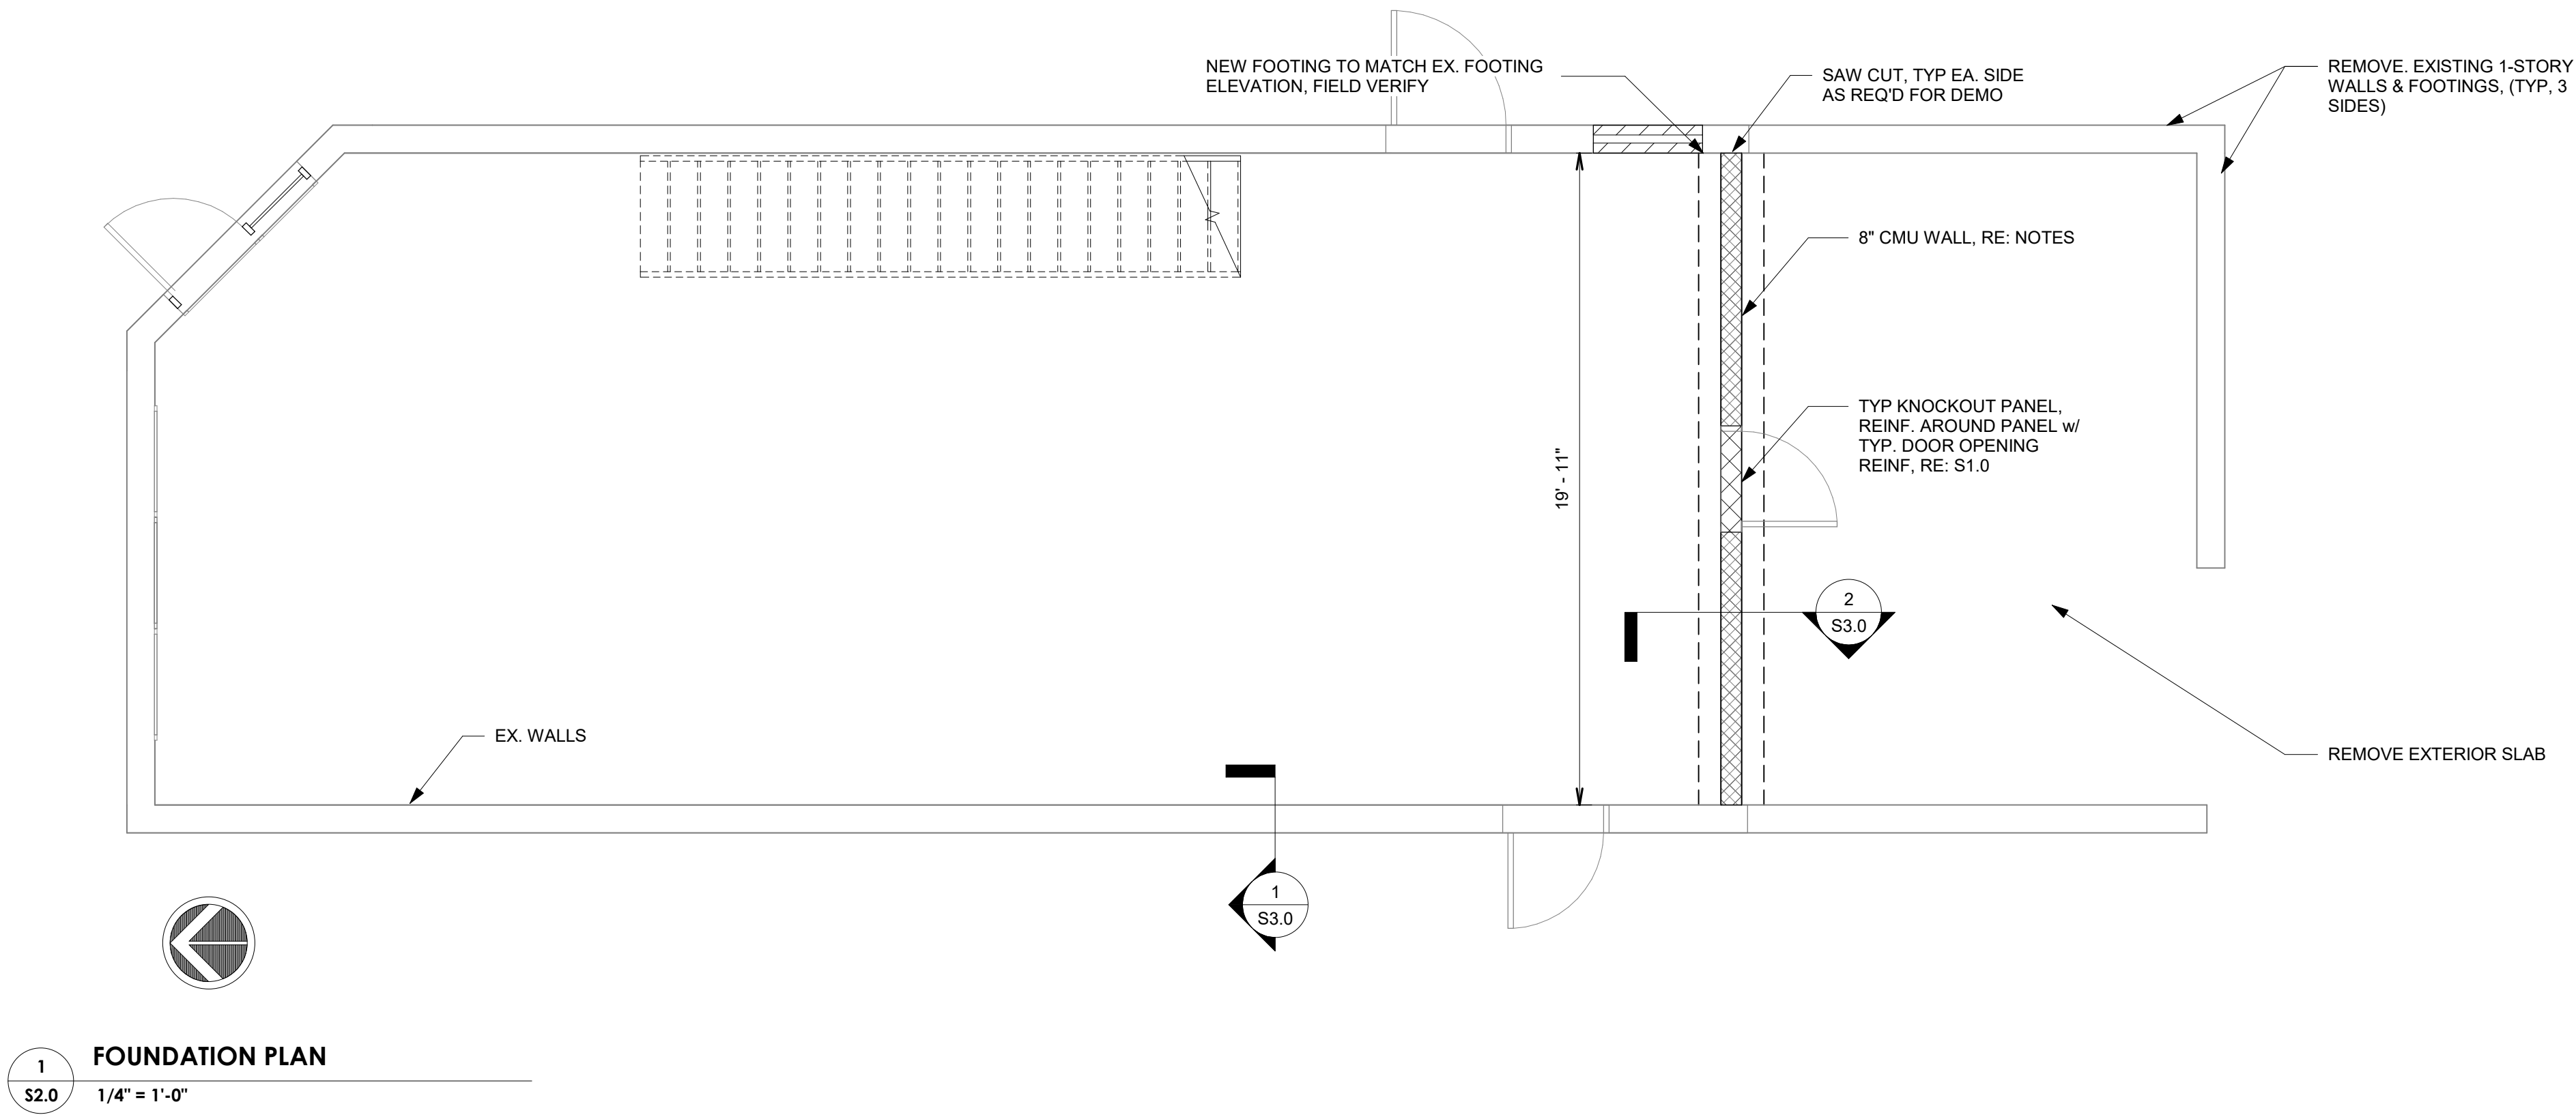 NEW FOOTING TO MATCH EX. FOOTING
ELEVATION, FIELD VERIFY
SAW CUT, TYP EA. SIDE
AS REQ'D FOR DEMO
REMOVE. EXISTING 1-STORY
WALLS & FOOTINGS, (TYP, 3
SIDES)
8" CMU WALL, RE: NOTES
TYP KNOCKOUT PANEL,
REINF. AROUND PANEL w/
TYP. DOOR OPENING
REINF, RE: S1.0
19' - 11"
2
S3.0
EX. WALLS
REMOVE EXTERIOR SLAB
1
S3.0
1
S2.0
FOUNDATION PLAN
1/4" = 1'-0"